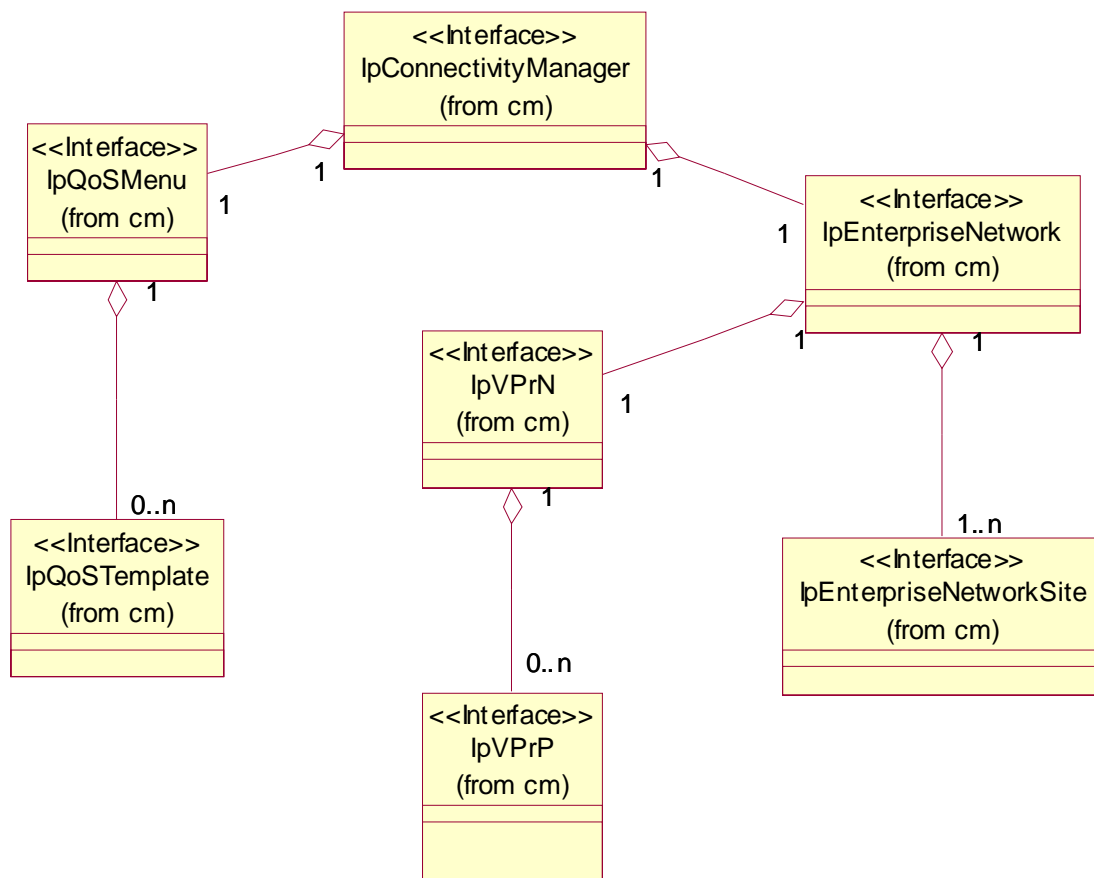 <<Interface>>
IpConnectivityManager
(from cm)
<<Interface>>
IpQoSMenu
(from cm)
1
1
1
1
<<Interface>>
IpEnterpriseNetwork
(from cm)
1
1
1
1
<<Interface>>
IpVPrN
(from cm)
1
0..n
1..n
<<Interface>>
IpQoSTemplate
(from cm)
<<Interface>>
IpEnterpriseNetworkSite
(from cm)
0..n
<<Interface>>
IpVPrP
(from cm)